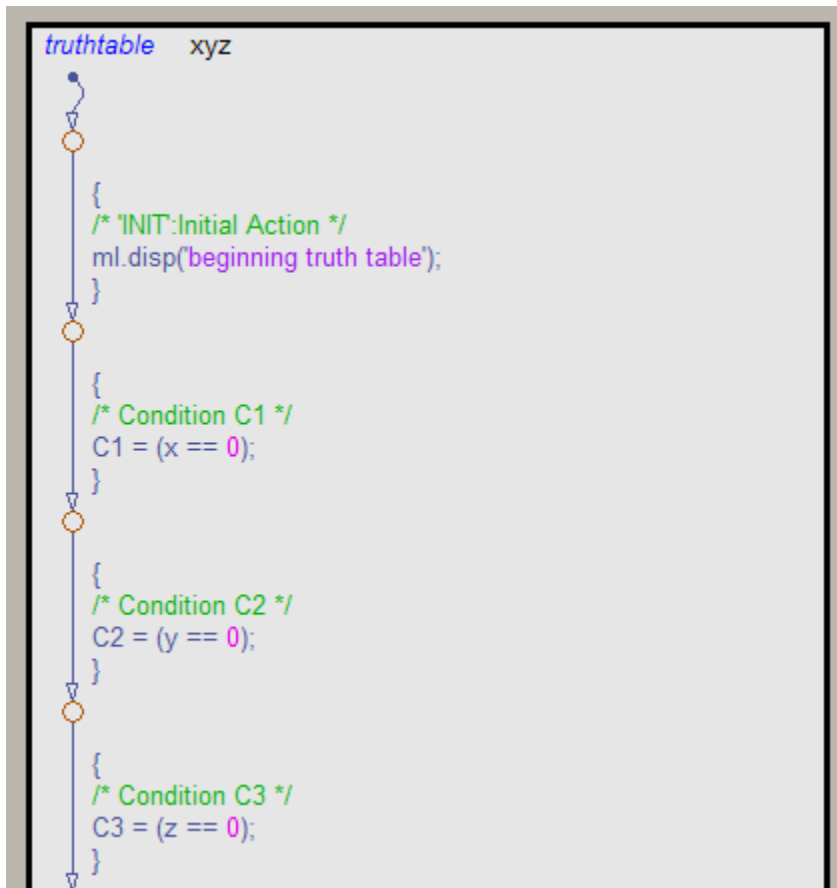 truthtable xyz
{
/* 'INIT':Initial Action */
ml.disp('beginning truth table');
}
{
/* Condition C1 */
C1 = (x == 0);
}
{
/* Condition C2 */
C2 = (y == 0);
}
{
/* Condition C3 */
C3 = (z == 0);
}